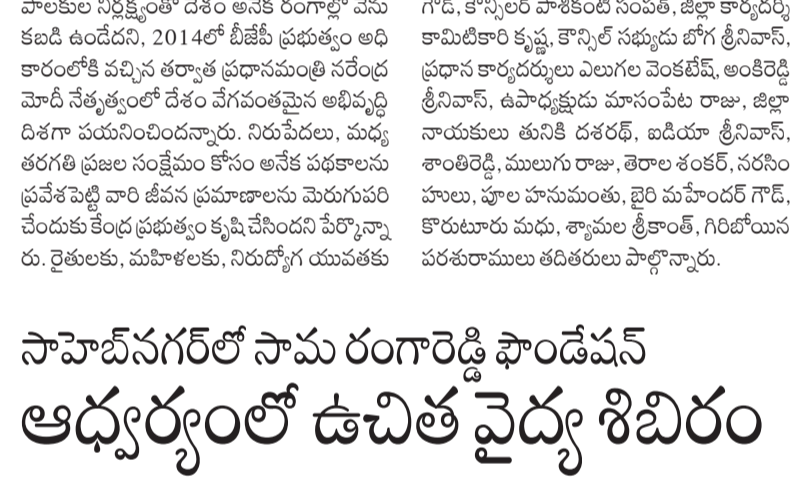 పాలకుల నిర్లక్ష్యంతో దేశం అనేక రంగాల్లో వెను
కబడి ఉండేదని, 2014లో బీజేపీ ప్రభుత్వం అధి
కారంలోకి వచ్చిన తర్వాత ప్రధానమంత్రి నరేంద్ర
మోదీ నేతృత్వంలో దేశం వేగవంతమైన అభివృద్ధి
దిశగా పయనించిందన్నారు. నిరుపేదలు, మధ్య
తరగతి ప్రజల సంక్షేమం కోసం అనేక పథకాలను
ప్రవేశపెట్టి వారి జీవన ప్రమాణాలను మెరుగుపరి
చేందుకు కేంద్ర ప్రభుత్వం కృషిచేసిందని పేర్కొన్నా
రు. రైతులకు, మహిళలకు, నిరుద్యోగ యువతకు
గౌడ్, కౌన్సిలర్ పాశికంటి సంపత్, జిల్లా కార్యదర్శి
కామిటికారి కృష్ణ, కౌన్సిల్ సభ్యుడు బోగ శ్రీనివాస్,
ప్రధాన కార్యదర్శులు ఎలుగల వెంకటేష్, అంకిరెడ్డి
శ్రీనివాస్, ఉపాధ్యక్షుడు మాసంపేట రాజు, జిల్లా
నాయకులు తునికి దశరథ్, ఐడియా శ్రీనివాస్,
శాంతిరెడ్డి, ములుగు రాజు, తెరాల శంకర్, నరసిం
హులు, పూల హనుమంతు, బైరి మహేందర్ గౌడ్,
కొరుటూరు మధు, శ్యామల శ్రీకాంత్, గిరిబోయిన
పరశురాములు తదితరులు పాల్గొన్నారు.
సాహెబ్‌నగర్‌లో సామ రంగారెడ్డి ఫౌండేషన్
ఆధ్వర్యంలో ఉచిత వైద్య శిబిరం